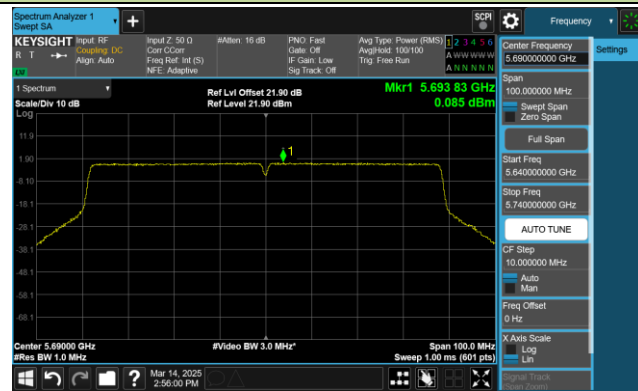 Spectrum Analyzer 1
Swept SA
SCPI
Frequency
KEYSIGHT
R T
LW
Input: RF
Coupling: DC
Align: Auto
Input Z: 50 Ω
Corr CCorr
Freq Ref: Int (S)
NFE: Adaptive
#Atten: 16 dB
PNO: Fast
Gate: Off
IF Gain: Low
Sig Track: Off
Avg Type: Power (RMS)
Avg|Hold: 100/100
Trig: Free Run
1 2 3 4 5 6
A W W W W W
A N N N N N
1 Spectrum
Scale/Div 10 dB
Log
Ref Lvl Offset 21.90 dB
Ref Level 21.90 dBm
Mkr1 5.693 83 GHz
0.085 dBm
11.9
1.90
-8.10
-18.1
-28.1
-38.1
-48.1
-58.1
-68.1
1
Center 5.69000 GHz
#Res BW 1.0 MHz
#Video BW 3.0 MHz*
Span 100.0 MHz
Sweep 1.00 ms (601 pts)
Center Frequency
5.690000000 GHz
Span
100.000000 MHz
Swept Span
Zero Span
Full Span
Start Freq
5.640000000 GHz
Stop Freq
5.740000000 GHz
AUTO TUNE
CF Step
10.000000 MHz
Auto
Man
Freq Offset
0 Hz
X Axis Scale
Log
Lin
Signal Track
(Span Zoom)
Settings
Mar 14, 2025
2:56:00 PM